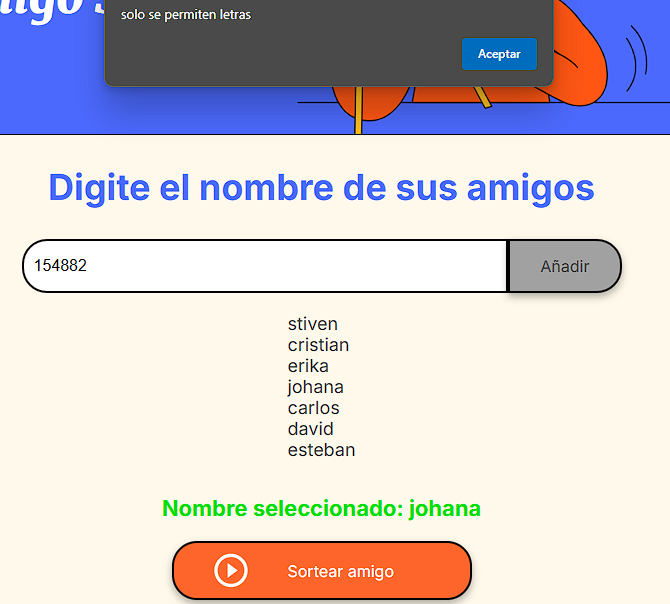 solo se permiten letras
Aceptar
Digite el nombre de sus amigos
154882
Añadir
stiven
cristian
erika
johana
carlos
david
esteban
Nombre seleccionado: johana
Sortear amigo